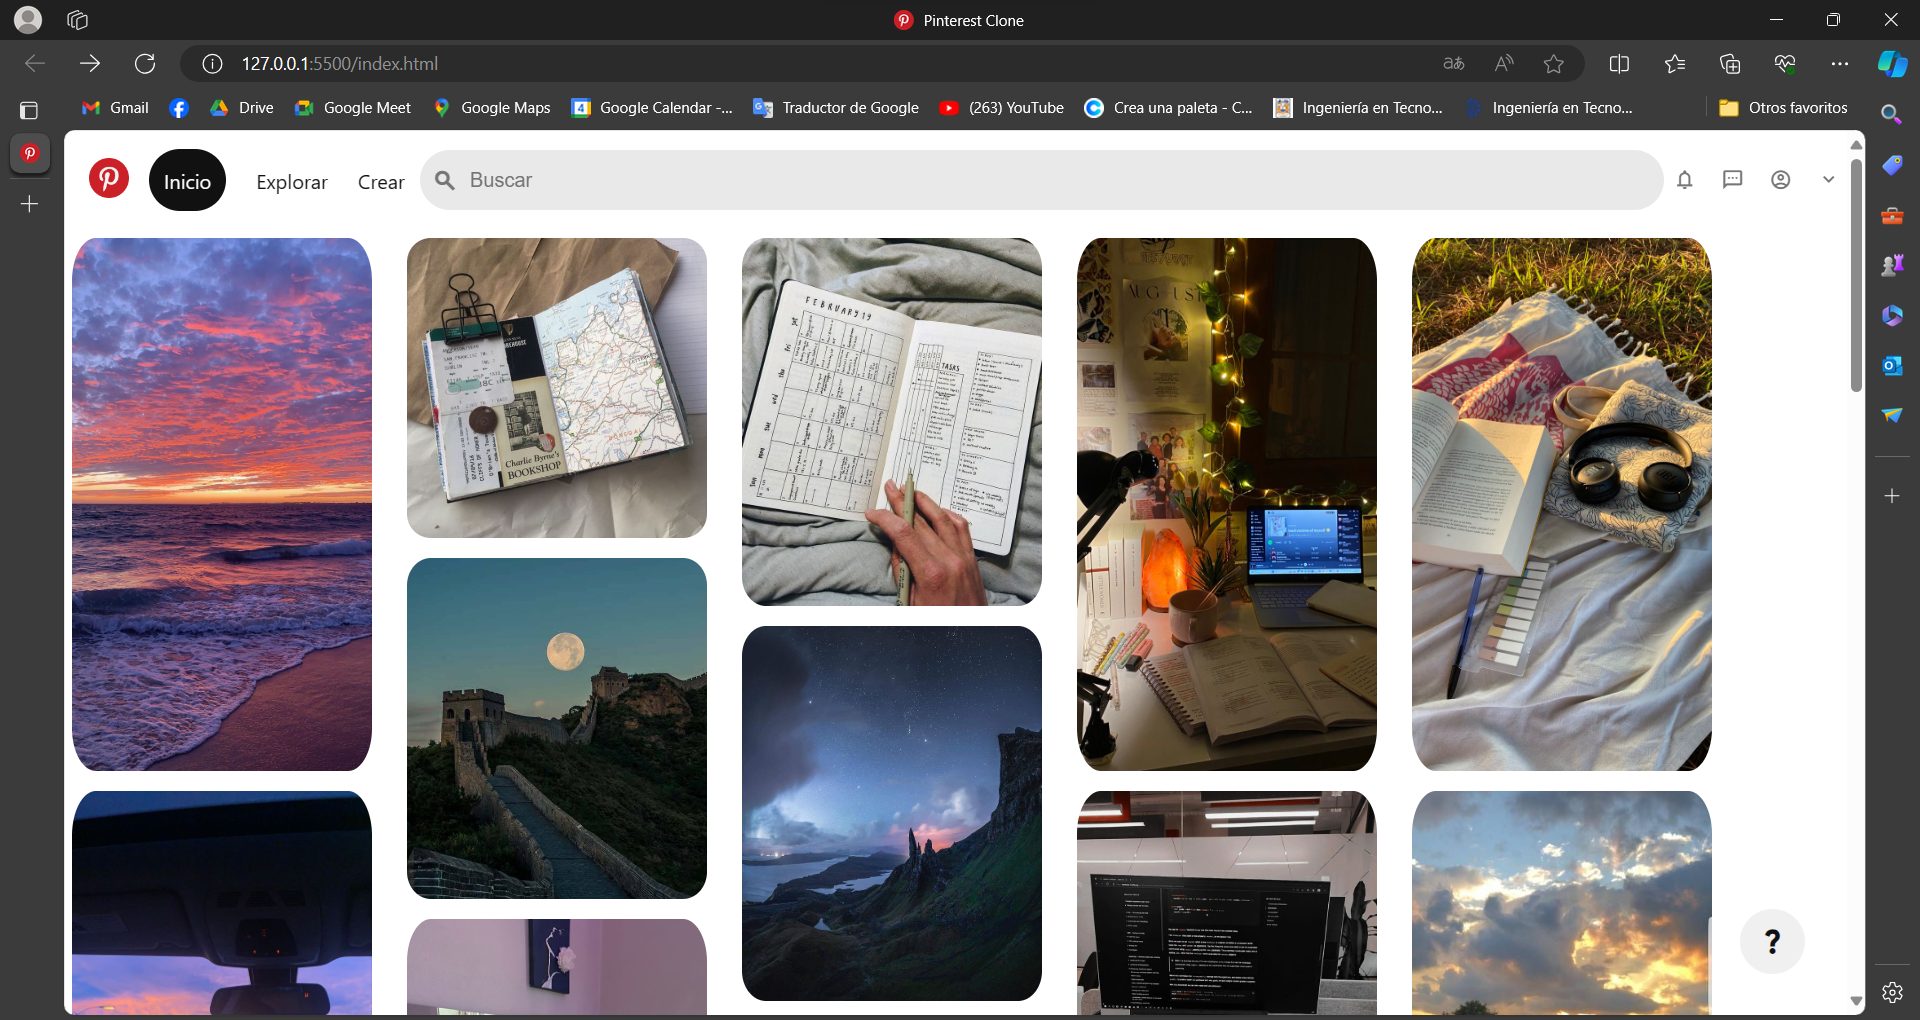 Pinterest Clone
127.0.0.1:5500/index.html
Gmail
Drive
Google Meet
Google Maps
Google Calendar -...
Traductor de Google
(263) YouTube
Crea una paleta - C...
Ingeniería en Tecno...
Ingeniería en Tecno...
Otros favoritos
Inicio
Explorar
Crear
Buscar
FEBRUARY 19
TASKS
AUGUST
Charlie Byrne's
BOOKSHOP
?